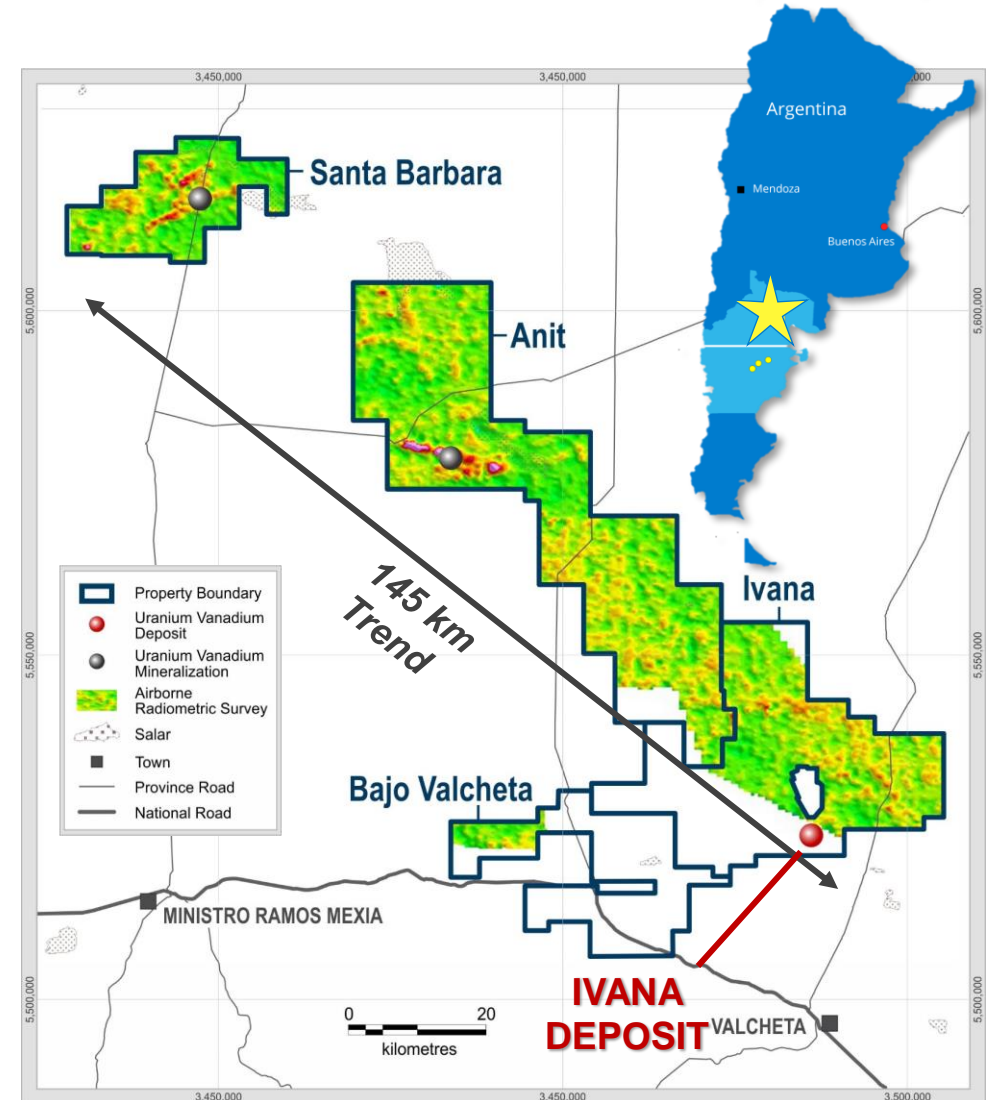 3,450,000
3,450,000
,000
Argentina
Mendoza
Buenos Aires
Santa Barbara
5,600,000
5,600,000
Anit
145 km
Trend
Ivana
Property Boundary
Uranium Vanadium
Deposit
Uranium Vanadium
Mineralization
Airborne
Radiometric Survey
Salar
Town
Province Road
National Road
5,550,000
5,550,000
Bajo Valcheta
MINISTRO RAMOS MEXIA
IVANA
DEPOSIT
VALCHETA
0 20
kilometres
5,500,000
5,500,000
3,450,000
3,450,000
3,500,000